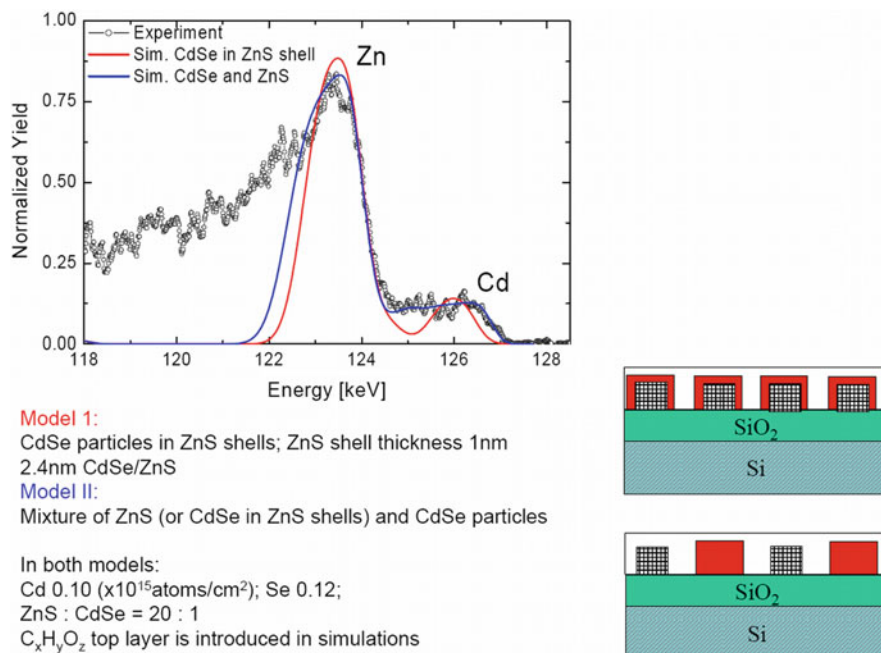 1.00
0.75
0.50
0.25
0.00
Normalized Yield
Experiment
Sim. CdSe in ZnS shell
Sim. CdSe and ZnS
Zn
Cd
118 120 122 124 126 128
Energy [keV]
Model 1:
CdSe particles in ZnS shells; ZnS shell thickness 1nm
2.4nm CdSe/ZnS
Model II:
Mixture of ZnS (or CdSe in ZnS shells) and CdSe particles
In both models:
Cd 0.10 (x10¹⁵atoms/cm²); Se 0.12;
ZnS : CdSe = 20 : 1
CₓHᵧO_z top layer is introduced in simulations
SiO₂
Si
SiO₂
Si